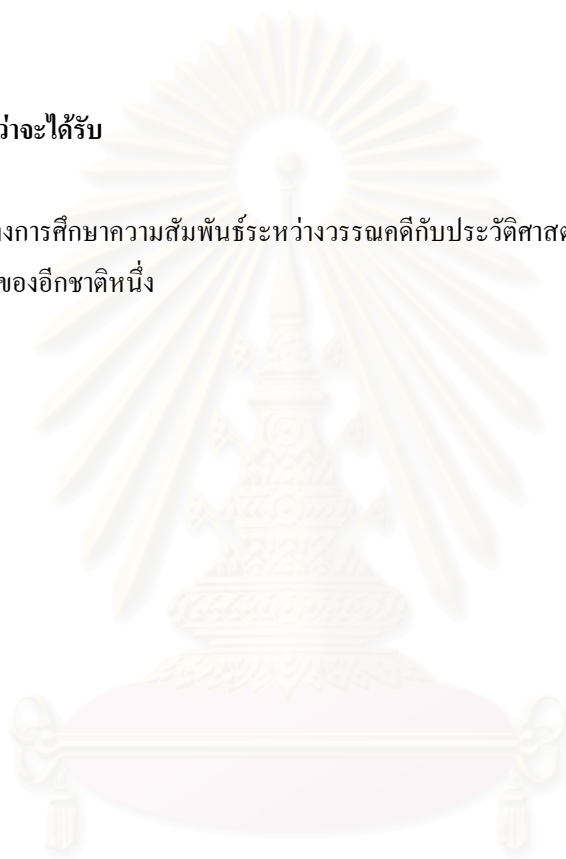 ว่าจะได้รับ
งการศึกษาความสัมพันธ์ระหว่างวรรณคดีกับประวัติศาสต
ของอีกชาติหนึ่ง